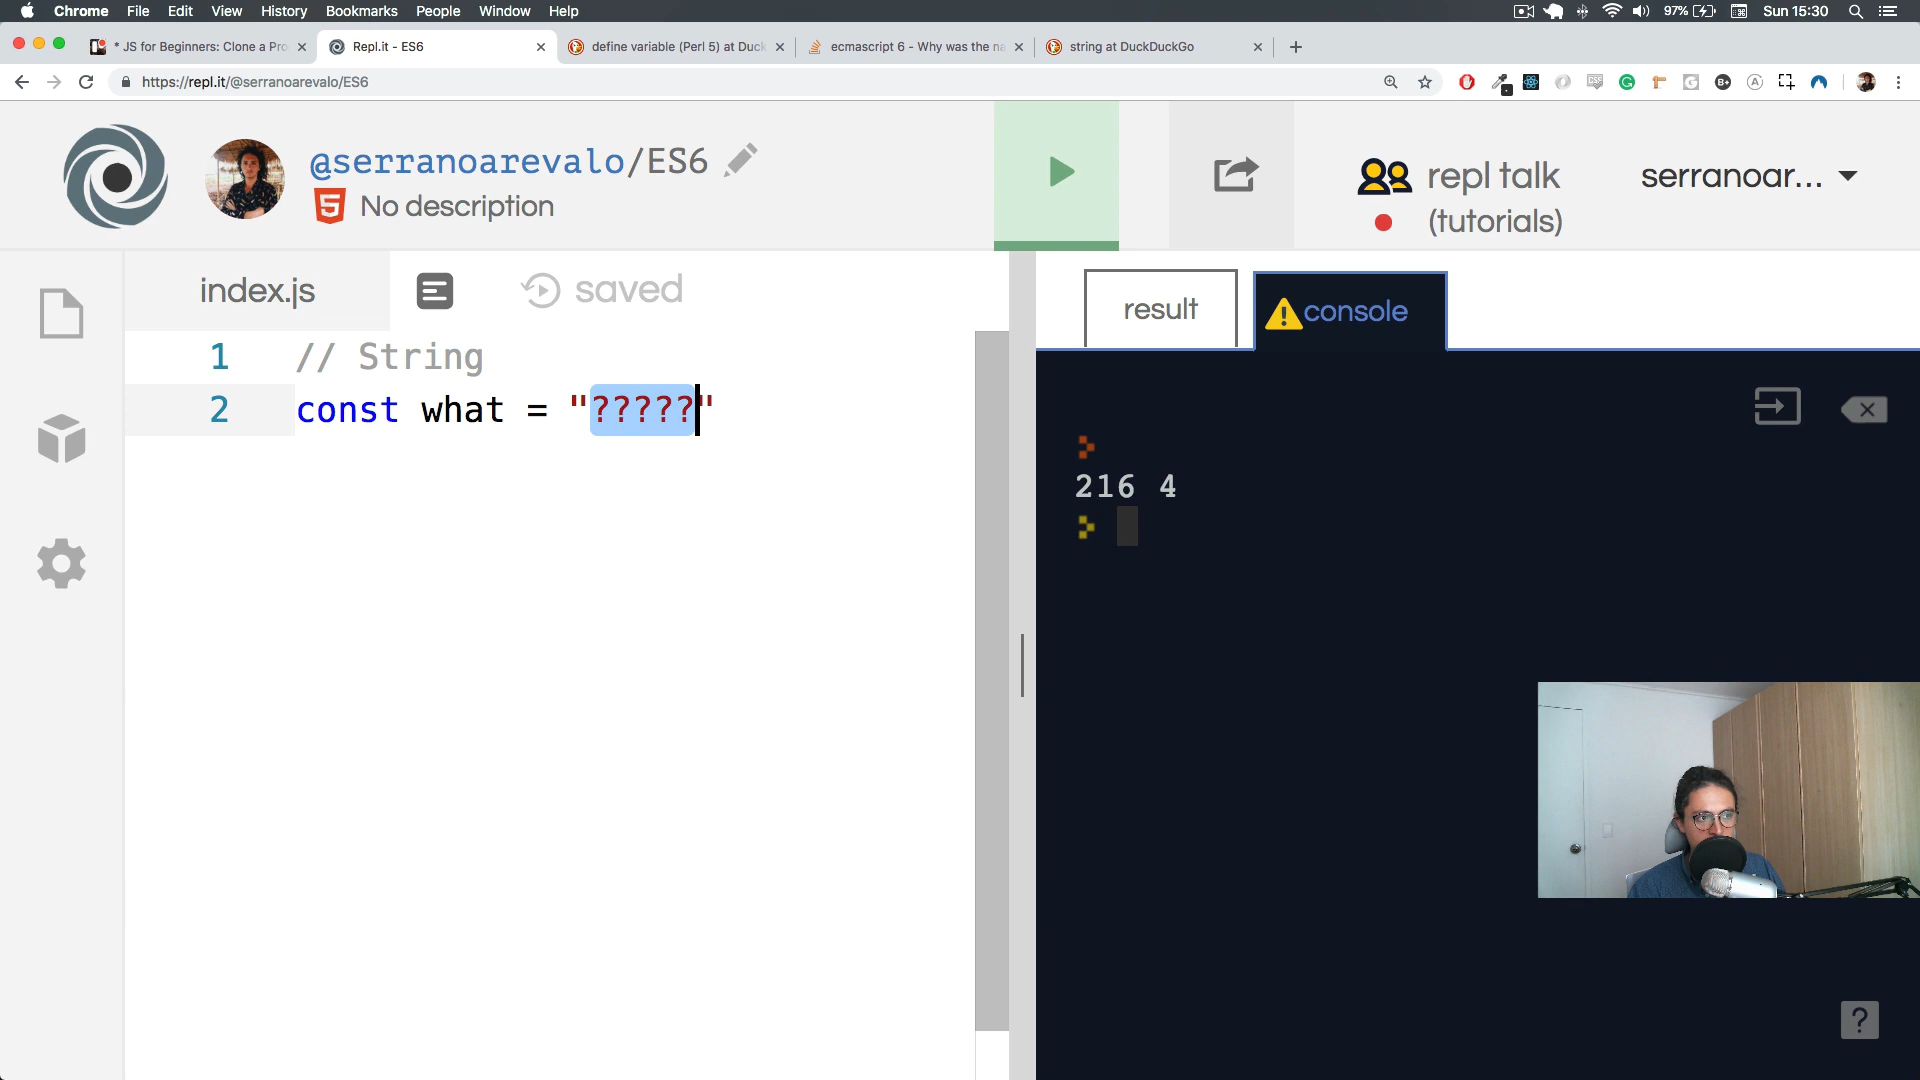 Chrome File Edit View History Bookmarks People Window Help 97% Sun 15:30
* JS for Beginners: Clone a Pro
Repl.it - ES6
define variable (Perl 5) at Duck
ecmascript 6 - Why was the na
string at DuckDuckGo
https://repl.it/@serranoarevalo/ES6
@serranoarevalo/ES6
No description
repl talk
(tutorials)
serranoar...
index.js
saved
result
console
1 // String
2 const what = "?????"
216 4
?